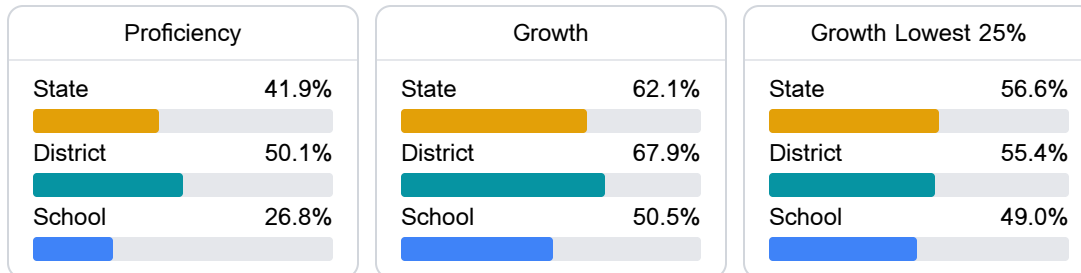 Proficiency
State 41.9%
District 50.1%
School 26.8%
Growth
State 62.1%
District 67.9%
School 50.5%
Growth Lowest 25%
State 56.6%
District 55.4%
School 49.0%